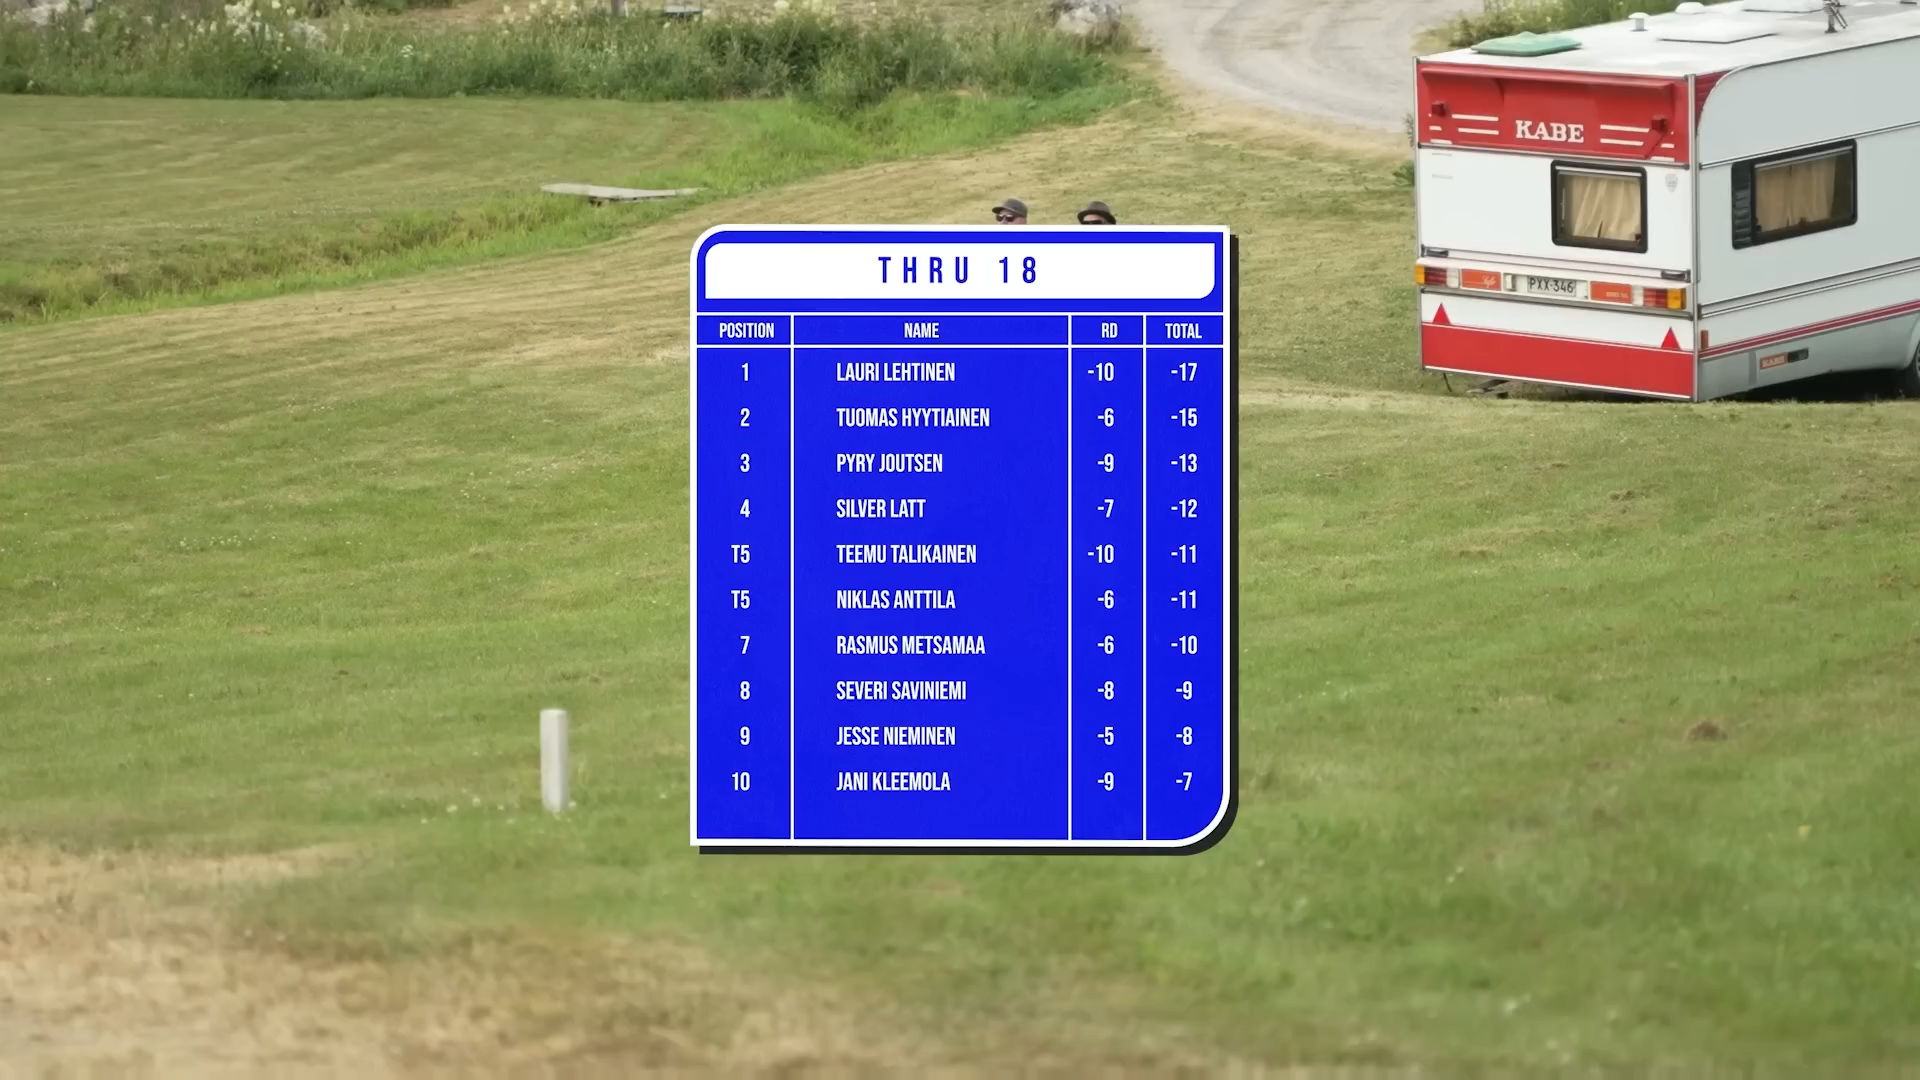 KABE
PXX-346
THRU 18
POSITION NAME RD TOTAL
1 LAURI LEHTINEN -10 -17
2 TUOMAS HYYTIAINEN -6 -15
3 PYRY JOUTSEN -9 -13
4 SILVER LATT -7 -12
T5 TEEMU TALIKAINEN -10 -11
T5 NIKLAS ANTTILA -6 -11
7 RASMUS METSAMAA -6 -10
8 SEVERI SAVINIEMI -8 -9
9 JESSE NIEMINEN -5 -8
10 JANI KLEEMOLA -9 -7